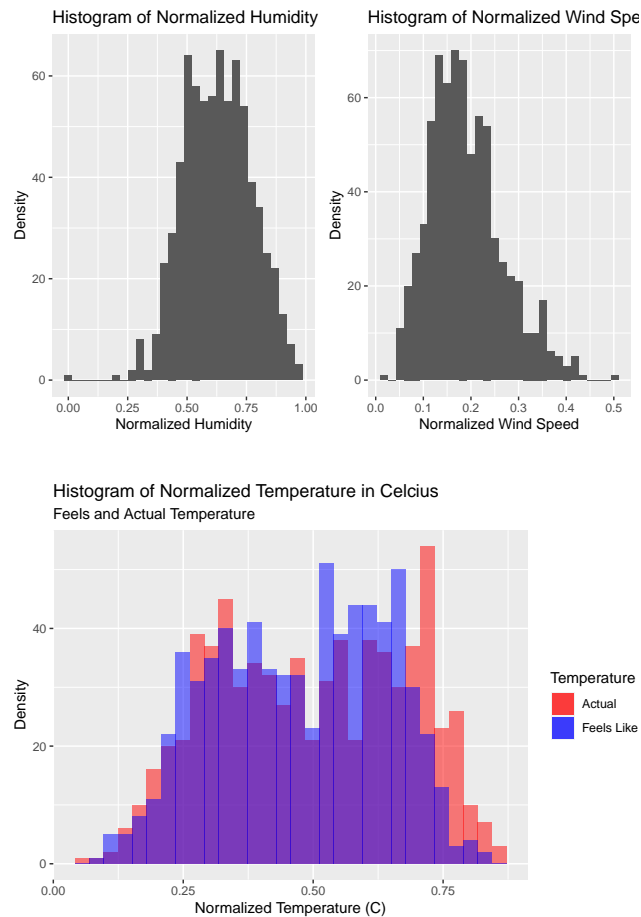 Histogram of Normalized Humidity
Density
60
40
20
0
0.00 0.25 0.50 0.75 1.00
Normalized Humidity
Histogram of Normalized Wind Spe
Density
60
40
20
0
0.0 0.1 0.2 0.3 0.4 0.5
Normalized Wind Speed
Histogram of Normalized Temperature in Celcius
Feels and Actual Temperature
Density
40
20
0
0.00 0.25 0.50 0.75
Normalized Temperature (C)
Temperature
Actual
Feels Like